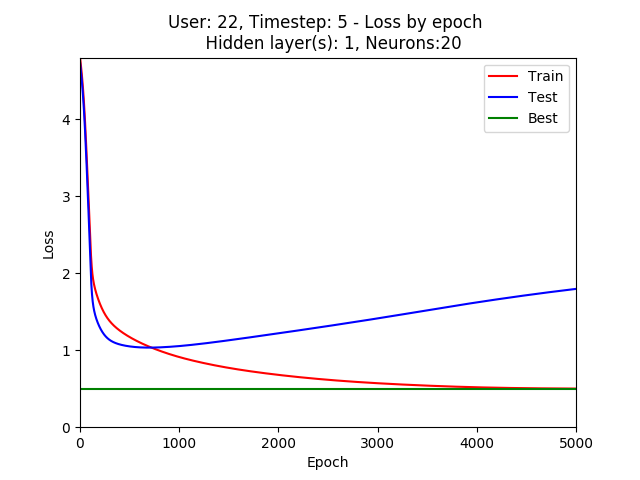 User: 22, Timestep: 5 - Loss by epoch
Hidden layer(s): 1, Neurons:20
Train
Test
Best
4
3
2
1
0
Loss
0 1000 2000 3000 4000 5000
Epoch